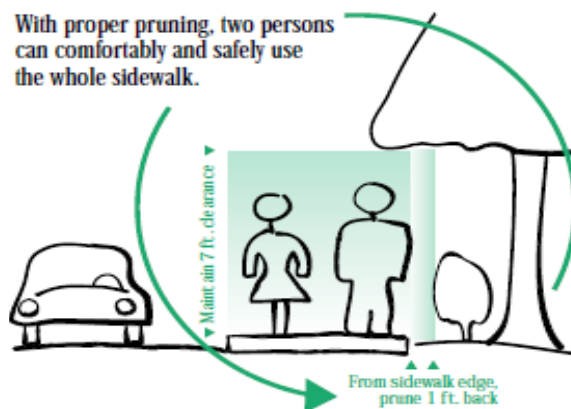 With proper pruning, two persons
can comfortably and safely use
the whole sidewalk.
Maintain 7 ft. clearance
From sidewalk edge,
prune 1 ft. back